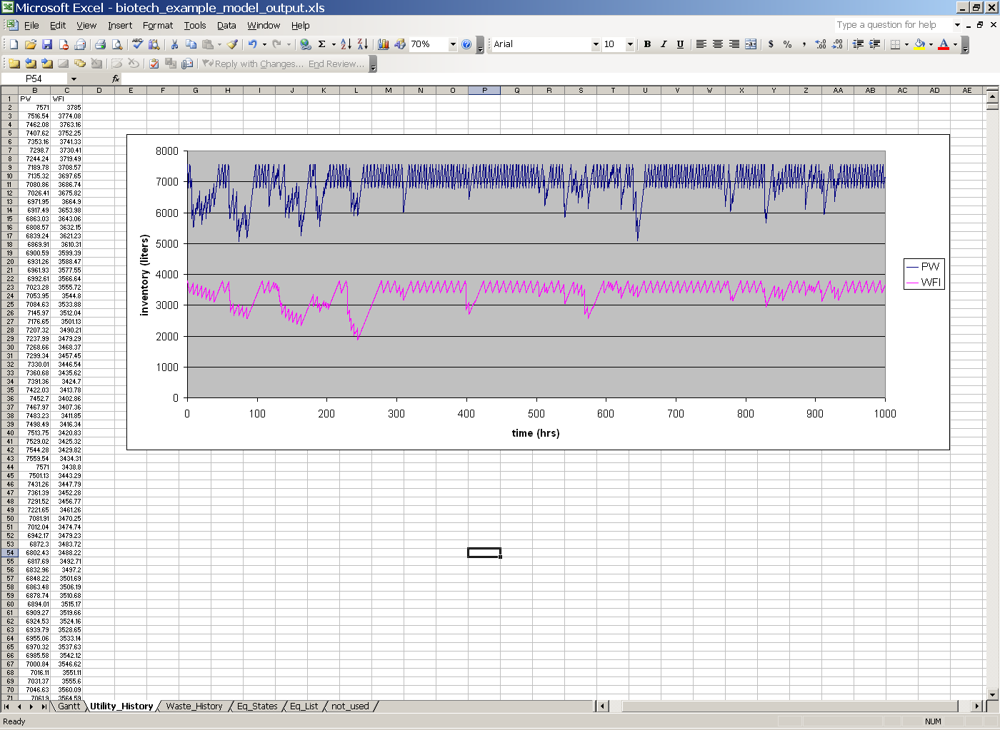 Microsoft Excel - biotech_example_model_output.xls
File Edit View Insert Format Tools Data Window Help Type a question for help
70% Arial 10 B I U $ % ,
Reply with Changes... End Review...
P54 fx
B C D E F G H I J K L M N O P Q R S T U V W X Y Z AA AB AC AD AE
1 PW WFI
2 7571 3785
3 7516.54 3774.08
4 7462.08 3763.16
5 7407.62 3752.25
6 7353.16 3741.33
7 7298.7 3730.41
8 7244.24 3719.49
9 7189.78 3708.57
10 7135.32 3697.65
11 7080.86 3686.74
12 7026.41 3675.82
13 6971.95 3664.9
14 6917.49 3653.98
15 6863.03 3643.06
16 6808.57 3632.15
17 6839.24 3621.23
18 6869.91 3610.31
19 6900.59 3599.39
20 6931.26 3588.47
21 6961.93 3577.55
22 6992.61 3566.64
23 7023.28 3555.72
24 7053.95 3544.8
25 7084.63 3533.88
26 7145.97 3512.04
27 7176.65 3501.13
28 7207.32 3490.21
29 7237.99 3479.29
30 7268.66 3468.37
31 7299.34 3457.45
32 7330.01 3446.54
33 7360.68 3435.62
34 7391.36 3424.7
35 7422.03 3413.78
36 7452.7 3402.86
37 7467.97 3407.36
38 7483.23 3411.85
39 7498.49 3416.34
40 7513.75 3420.83
41 7529.02 3425.32
42 7544.28 3429.82
43 7559.54 3434.31
44 7571 3438.8
45 7501.13 3443.29
46 7431.26 3447.79
47 7361.39 3452.28
48 7291.52 3456.77
49 7221.65 3461.26
50 7081.91 3470.25
51 7012.04 3474.74
52 6942.17 3479.23
53 6872.3 3483.72
54 6802.43 3488.22
55 6817.69 3492.71
56 6832.96 3497.2
57 6848.22 3501.69
58 6863.48 3506.19
59 6878.74 3510.68
60 6894.01 3515.17
61 6909.27 3519.66
62 6924.53 3524.16
63 6939.79 3528.65
64 6955.06 3533.14
65 6970.32 3537.63
66 6985.58 3542.12
67 7000.84 3546.62
68 7016.11 3551.11
69 7031.37 3555.6
70 7046.63 3560.09
71 7061.9 3564.59
8000
7000
6000
5000
4000
3000
2000
1000
0
inventory (liters)
0 100 200 300 400 500 600 700 800 900 1000
time (hrs)
PW
WFI
Gantt Utility_History Waste_History Eq_States Eq_List not_used
Ready NUM